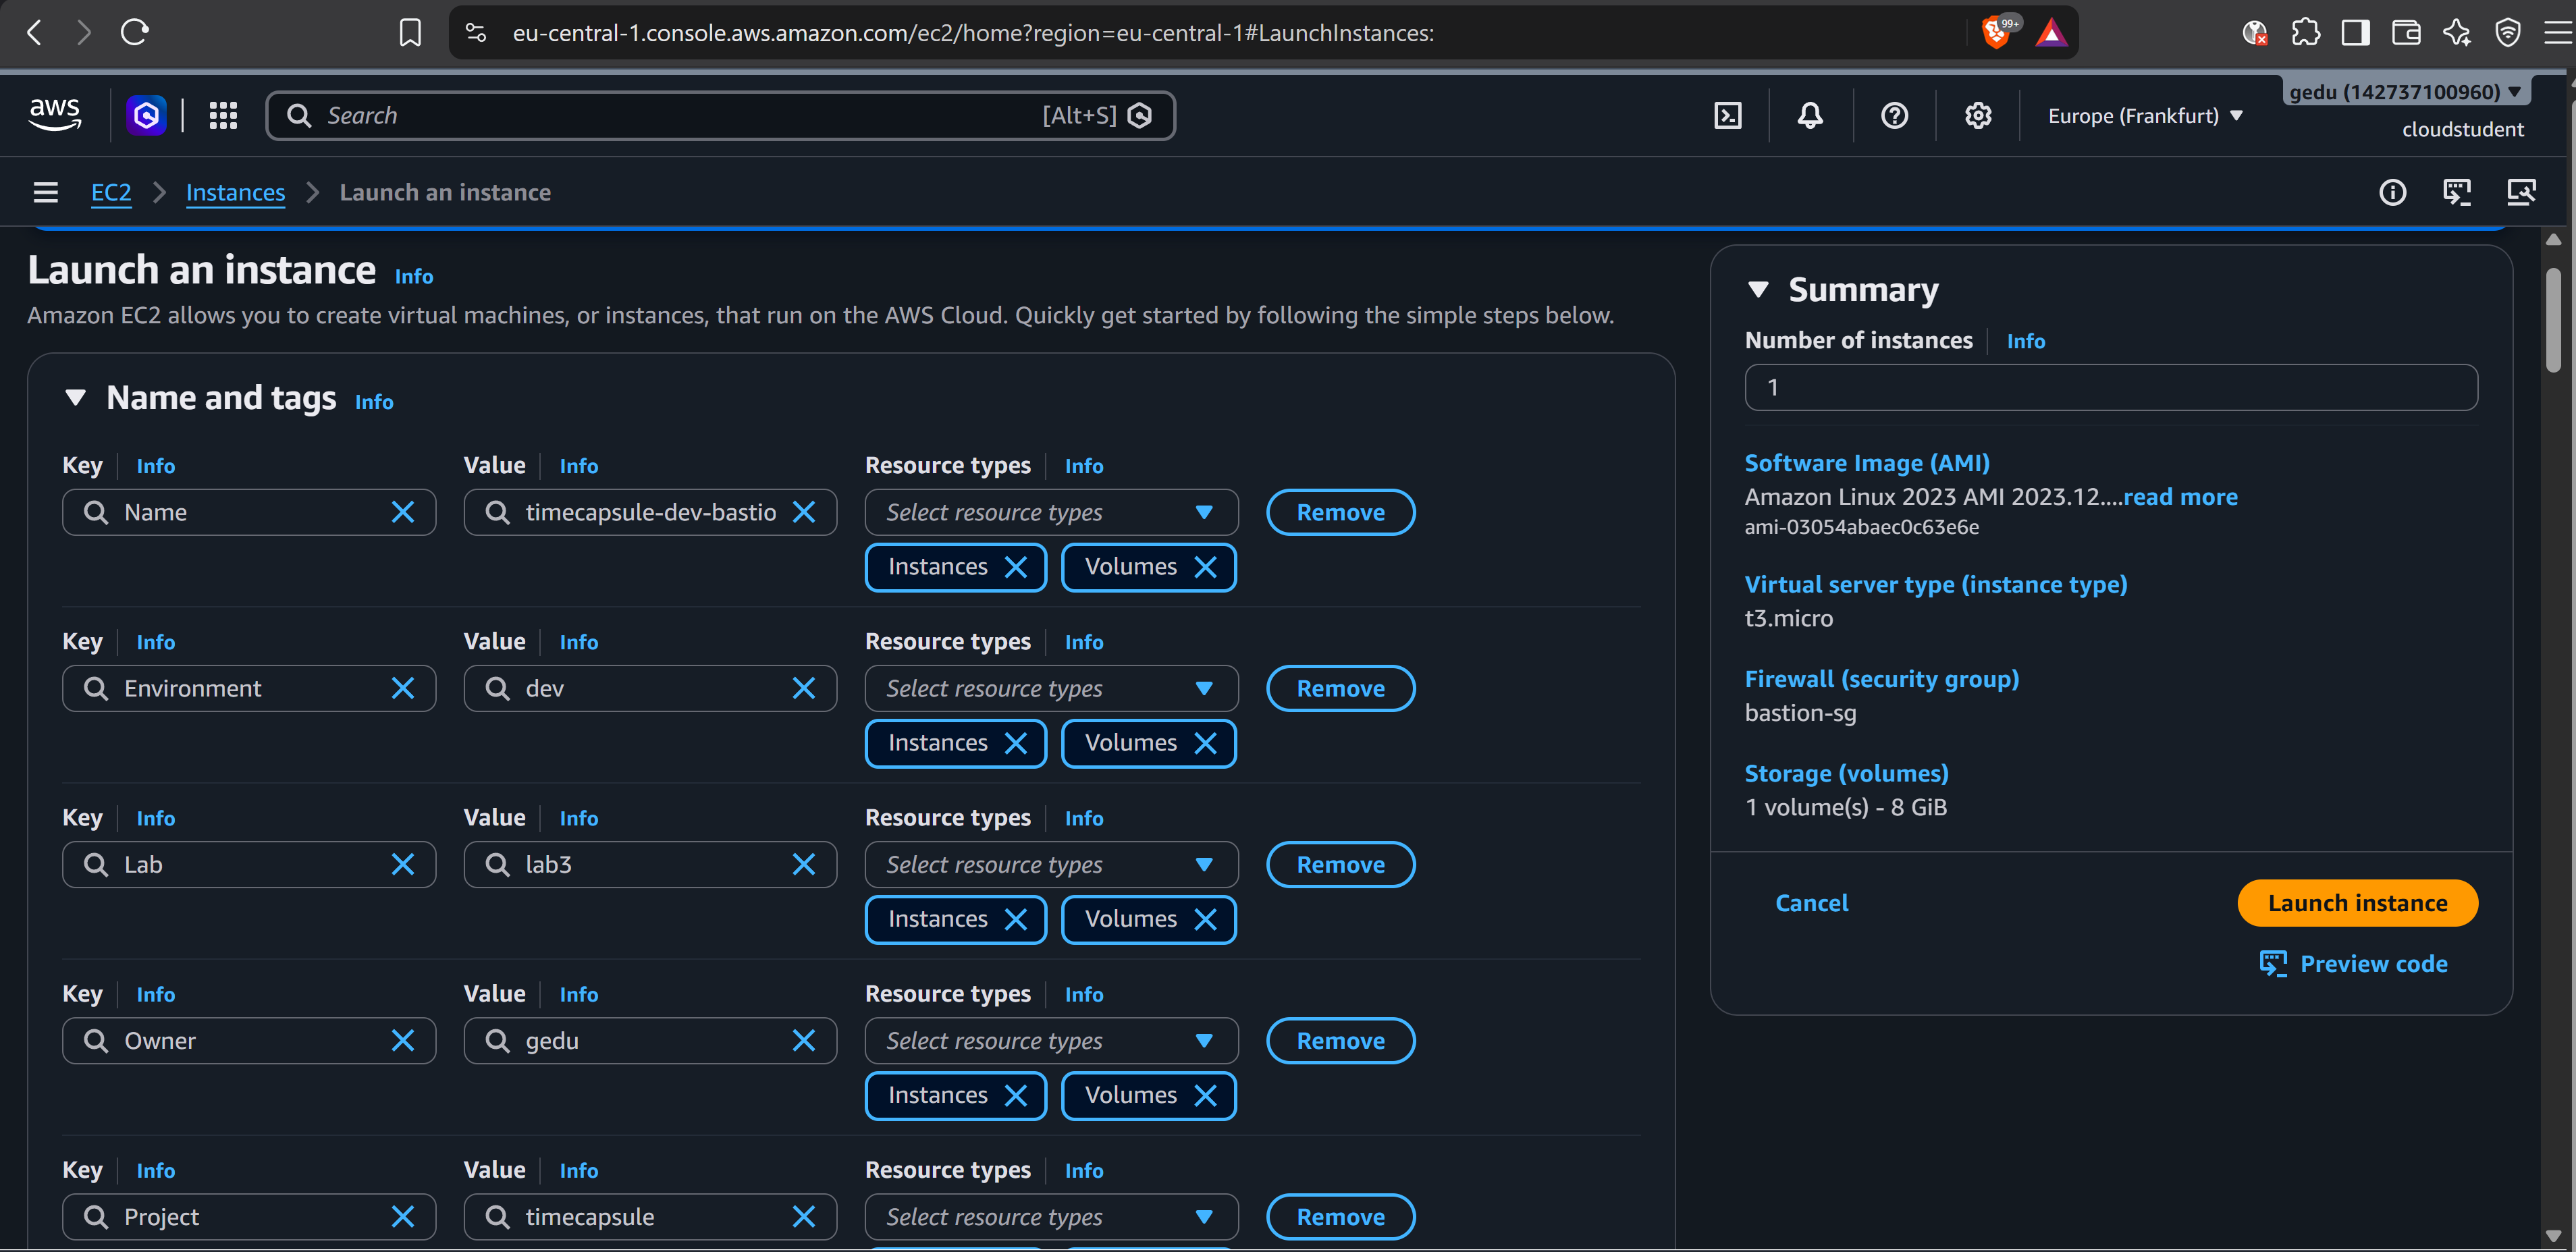 eu-central-1.console.aws.amazon.com/ec2/home?region=eu-central-1#LaunchInstances:
99+
aws
Search
[Alt+S]
Europe (Frankfurt)
gedu (142737100960)
cloudstudent
EC2
Instances
Launch an instance
Launch an instance Info
Amazon EC2 allows you to create virtual machines, or instances, that run on the AWS Cloud. Quickly get started by following the simple steps below.
Name and tags Info
Key Info Value Info Resource types Info
Name timecapsule-dev-bastio Select resource types Remove
Instances Volumes
Key Info Value Info Resource types Info
Environment dev Select resource types Remove
Instances Volumes
Key Info Value Info Resource types Info
Lab lab3 Select resource types Remove
Instances Volumes
Key Info Value Info Resource types Info
Owner gedu Select resource types Remove
Instances Volumes
Key Info Value Info Resource types Info
Project timecapsule Select resource types Remove
Summary
Number of instances Info
1
Software Image (AMI)
Amazon Linux 2023 AMI 2023.12....read more
ami-03054abaec0c63e6e
Virtual server type (instance type)
t3.micro
Firewall (security group)
bastion-sg
Storage (volumes)
1 volume(s) - 8 GiB
Cancel
Launch instance
Preview code